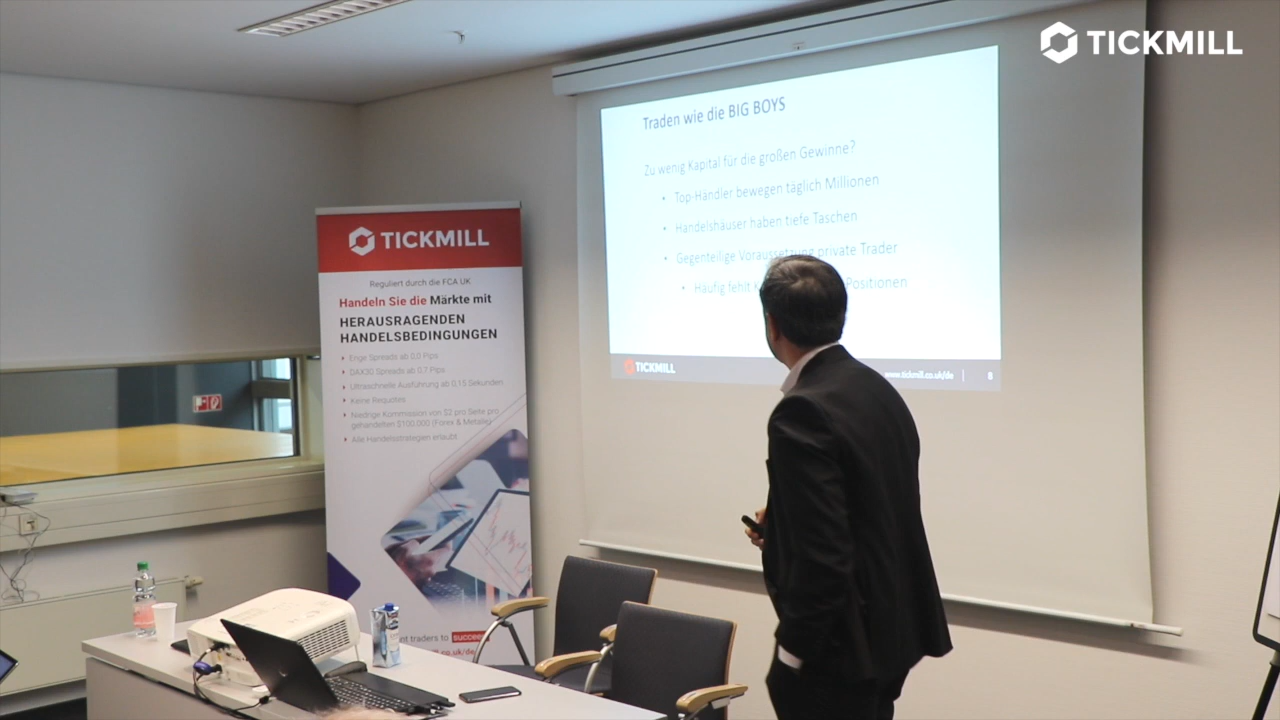 TICKMILL
Traden wie die BIG BOYS
Zu wenig Kapital für die großen Gewinne?
• Top-Händler bewegen täglich Millionen
• Handelshäuser haben tiefe Taschen
• Gegenteilige Voraussetzung private Trader
• Häufig fehlt Positionen
TICKMILL
www.tickmill.co.uk/de | 8
TICKMILL
Reguliert durch die FCA UK
Handeln Sie die Märkte mit
HERAUSRAGENDEN
HANDELSBEDINGUNGEN
Enge Spreads ab 0,0 Pips
DAX30 Spreads ab 0,7 Pips
Ultraschnelle Ausführung ab 0,15 Sekunden
Keine Requotes
Niedrige Kommission von $2 pro Seite pro
gehandelten $100.000 (Forex & Metalle)
Alle Handelsstrategien erlaubt
traders to succeed
.co.uk/de